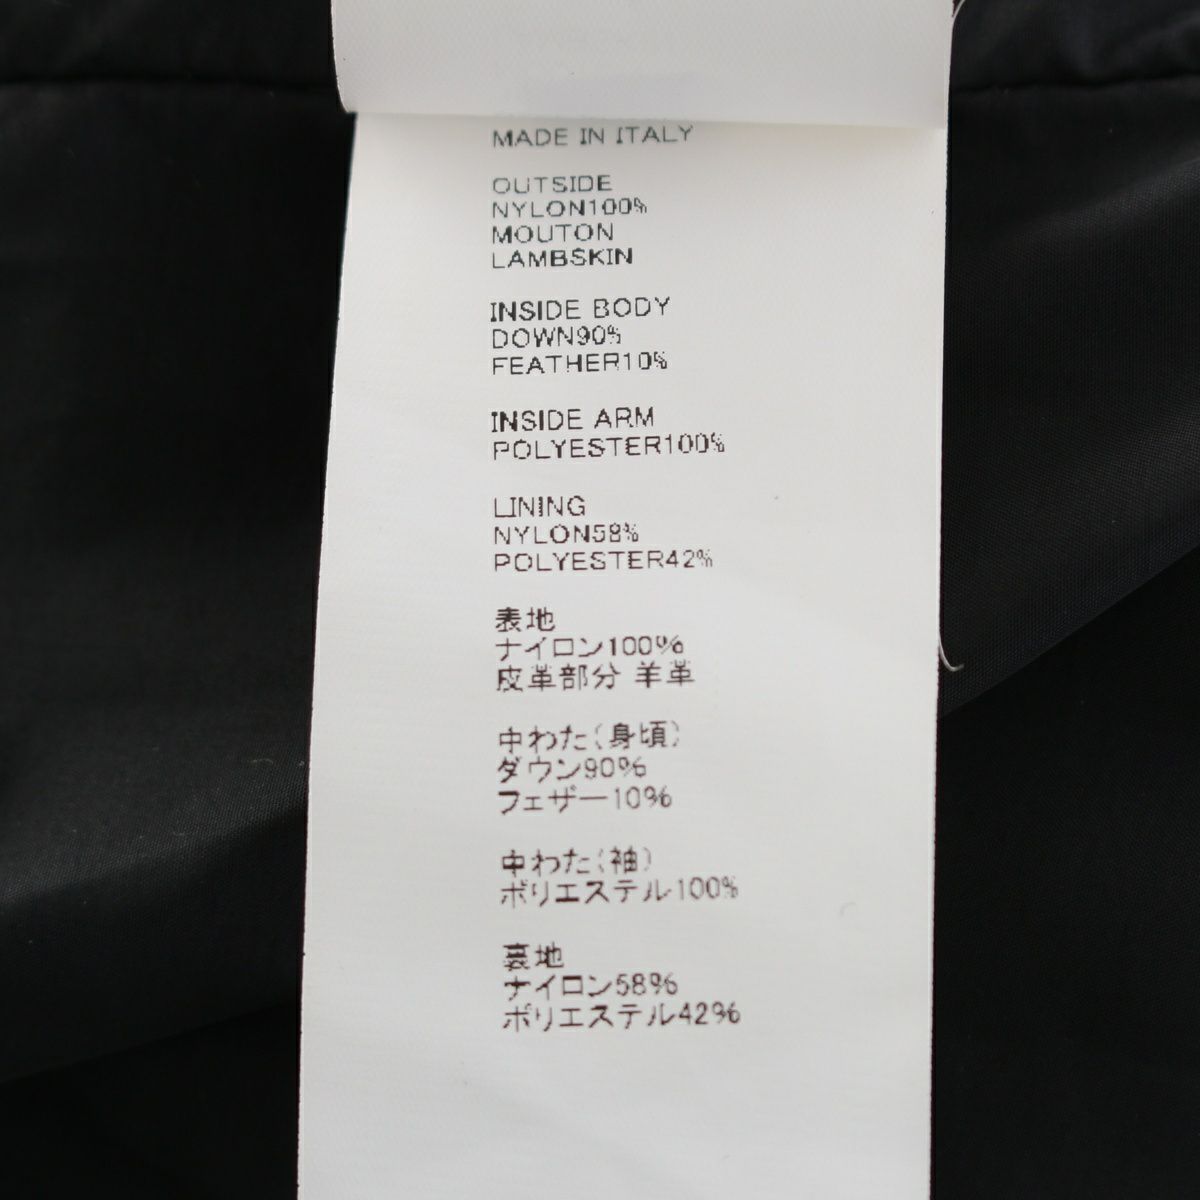 MADE IN ITALY
OUTSIDE
NYLON100%
MOUTON
LAMBSKIN
INSIDE BODY
DOWN90%
FEATHER10%
INSIDE ARM
POLYESTER100%
LINING
NYLON58%
POLYESTER42%
表地
ナイロン100%
皮革部分 羊革
中わた(身頃)
ダウン90%
フェザー10%
中わた(袖)
ポリエステル100%
裏地
ナイロン58%
ポリエステル42%